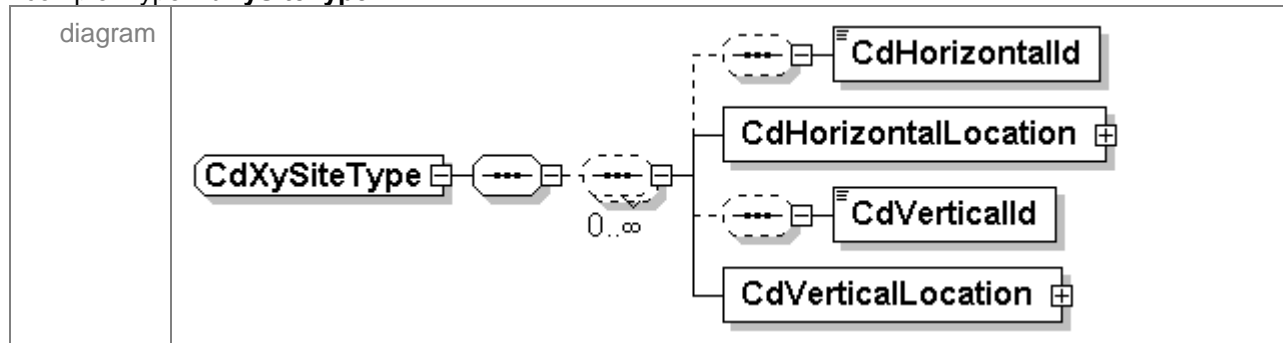 diagram
CdHorizontalId
CdHorizontalLocation
CdXySiteType
0..∞
CdVerticalId
CdVerticalLocation